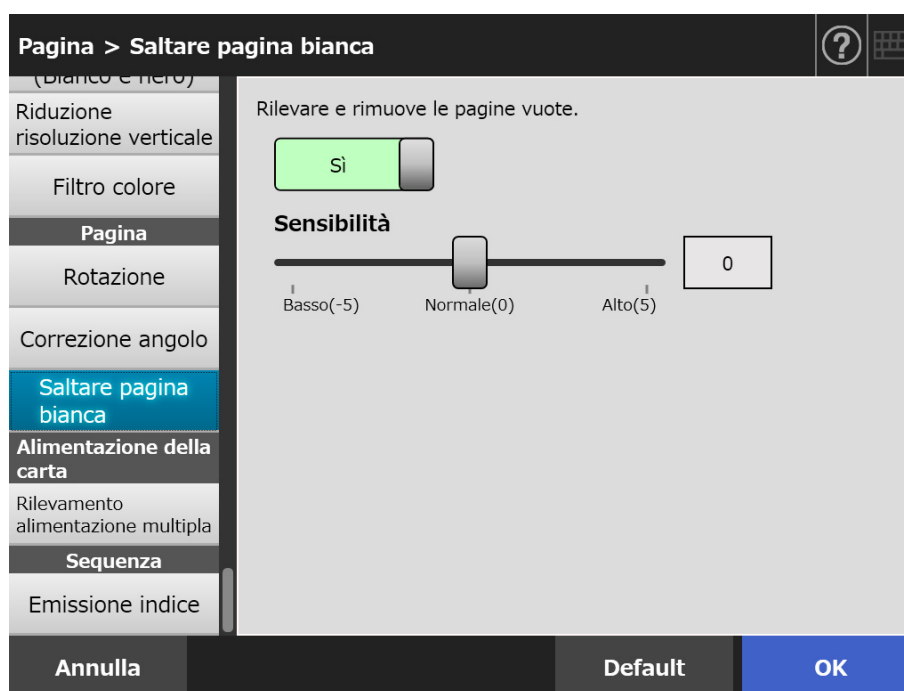 Pagina > Saltare pagina bianca
?
(Bianco e nero)
Riduzione
risoluzione verticale
Filtro colore
Pagina
Rotazione
Correzione angolo
Saltare pagina
bianca
Alimentazione della
carta
Rilevamento
alimentazione multipla
Sequenza
Emissione indice
Rilevare e rimuove le pagine vuote.
Sì
Sensibilità
0
Basso(-5) Normale(0) Alto(5)
Annulla Default OK